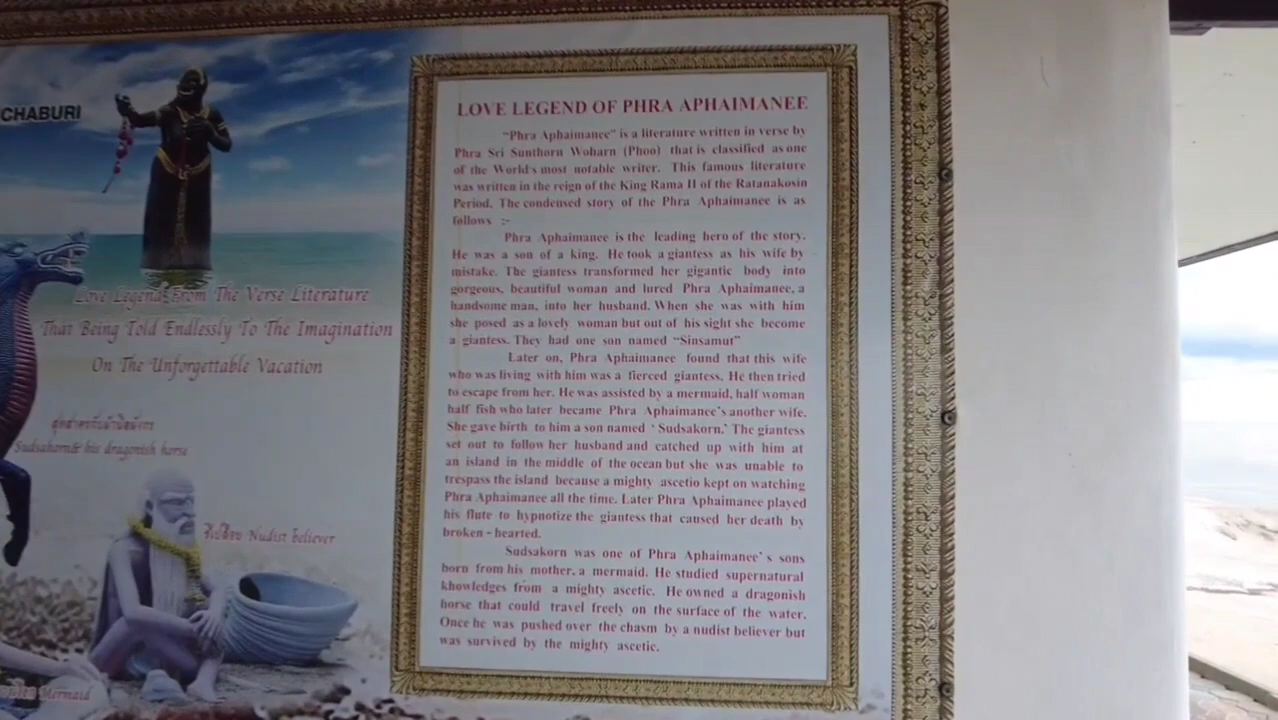 CHABURI
Love Legend From The Verse Literature
That Being Told Endlessly To The Imagination
On The Unforgettable Vacation
Sudsakorn& his dragonish horse
ชีเปลือย Nudist believer
Mermaid
LOVE LEGEND OF PHRA APHAIMANEE
"Phra Aphaimanee" is a literature written in verse by
Phra Sri Sunthorn Woharn (Phoo) that is classified as one
of the World's most notable writer. This famous literature
was written in the reign of the King Rama II of the Ratanakosin
Period. The condensed story of the Phra Aphaimanee is as
follows :-
Phra Aphaimanee is the leading hero of the story.
He was a son of a king. He took a giantess as his wife by
mistake. The giantess transformed her gigantic body into
gorgeous, beautiful woman and lured Phra Aphaimanee, a
handsome man, into her husband. When she was with him
she posed as a lovely woman but out of his sight she become
a giantess. They had one son named "Sinsamut"
Later on, Phra Aphaimanee found that this wife
who was living with him was a fierced giantess. He then tried
to escape from her. He was assisted by a mermaid, half woman
half fish who later became Phra Aphaimanee's another wife.
She gave birth to him a son named 'Sudsakorn.' The giantess
set out to follow her husband and catched up with him at
an island in the middle of the ocean but she was unable to
trespass the island because a mighty ascetio kept on watching
Phra Aphaimanee all the time. Later Phra Aphaimanee played
his flute to hypnotize the giantess that caused her death by
broken - hearted.
Sudsakorn was one of Phra Aphaimanee's sons
born from his mother, a mermaid. He studied supernatural
khowledges from a mighty ascetic. He owned a dragonish
horse that could travel freely on the surface of the water.
Once he was pushed over the chasm by a nudist believer but
was survived by the mighty ascetic.